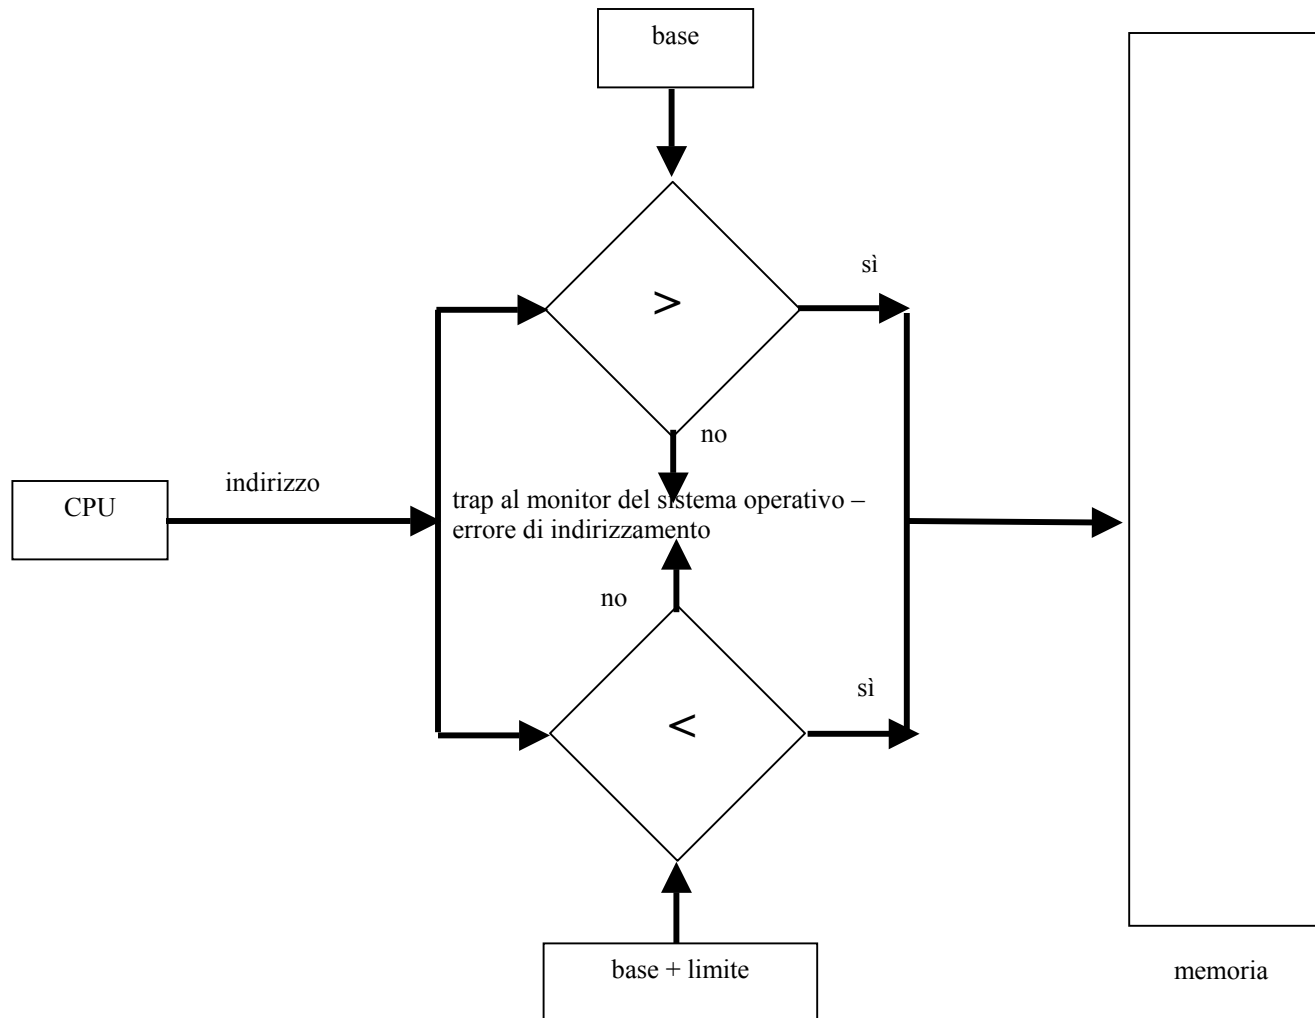 base
sì
>
no
indirizzo
CPU
trap al monitor del sistema operativo –
errore di indirizzamento
no
sì
<
base + limite
memoria